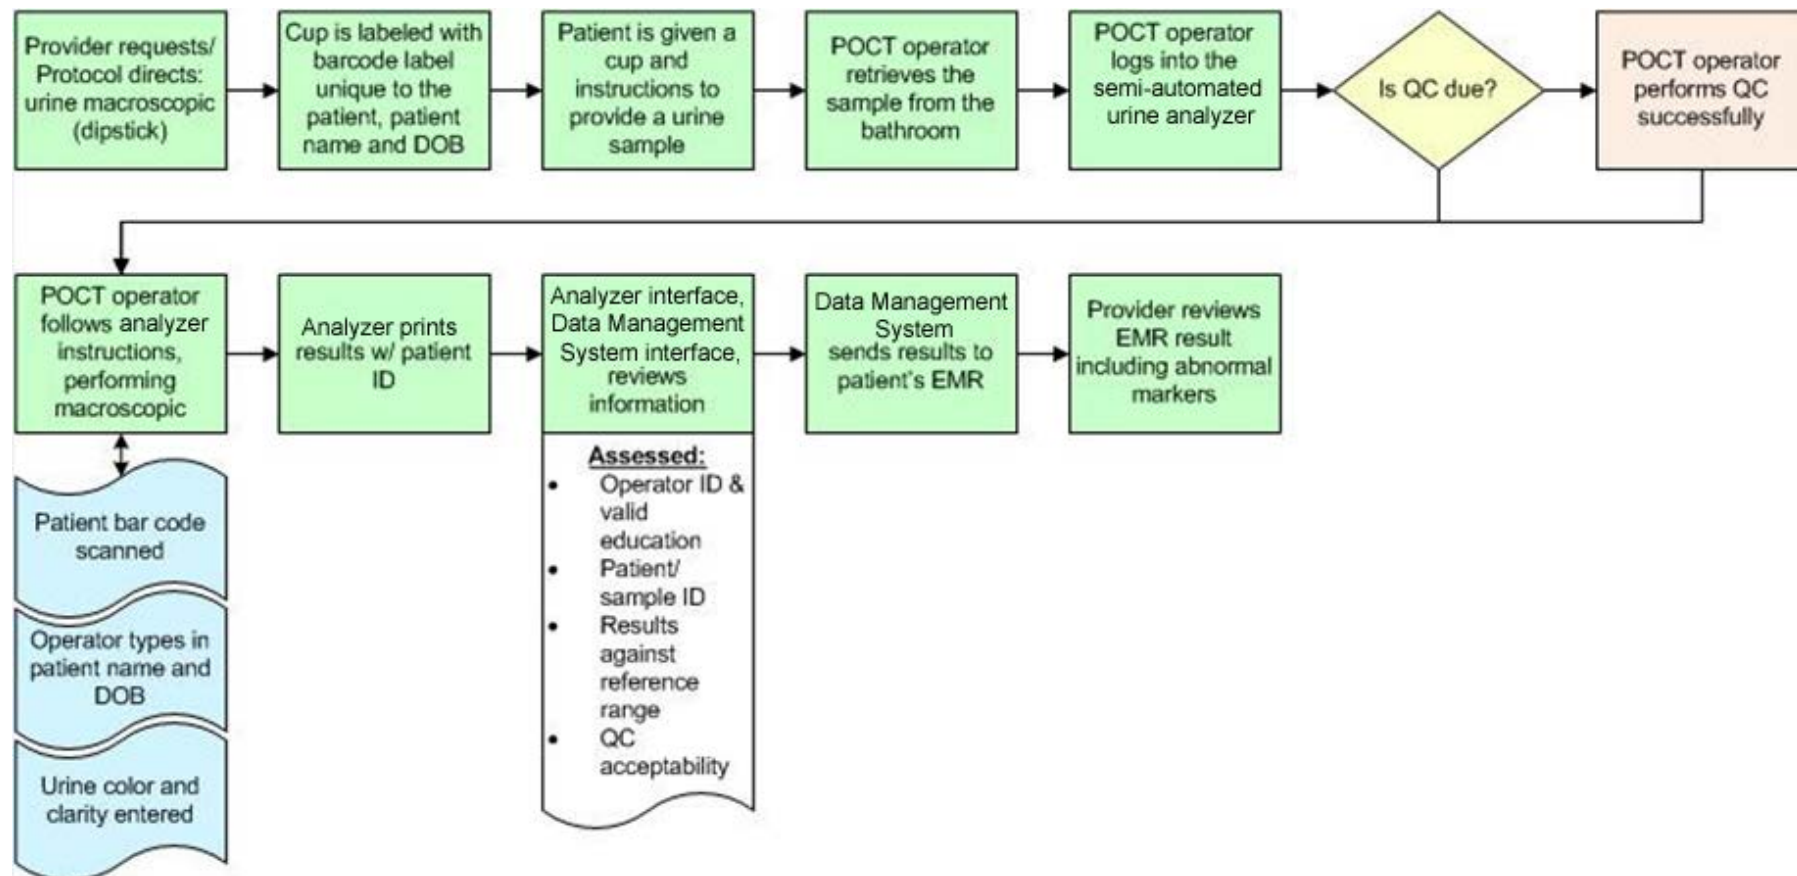 Provider requests/
Protocol directs:
urine macroscopic
(dipstick)
Cup is labeled with
barcode label
unique to the
patient, patient
name and DOB
Patient is given a
cup and
instructions to
provide a urine
sample
POCT operator
retrieves the
sample from the
bathroom
POCT operator
logs into the
semi-automated
urine analyzer
Is QC due?
POCT operator
performs QC
successfully
POCT operator
follows analyzer
instructions,
performing
macroscopic
Analyzer prints
results w/ patient
ID
Analyzer interface,
Data Management
System interface,
reviews
information
Data Management
System
sends results to
patient's EMR
Provider reviews
EMR result
including abnormal
markers
Patient bar code
scanned
Operator types in
patient name and
DOB
Urine color and
clarity entered
Assessed:
• Operator ID &
valid
education
• Patient/
sample ID
• Results
against
reference
range
• QC
acceptability